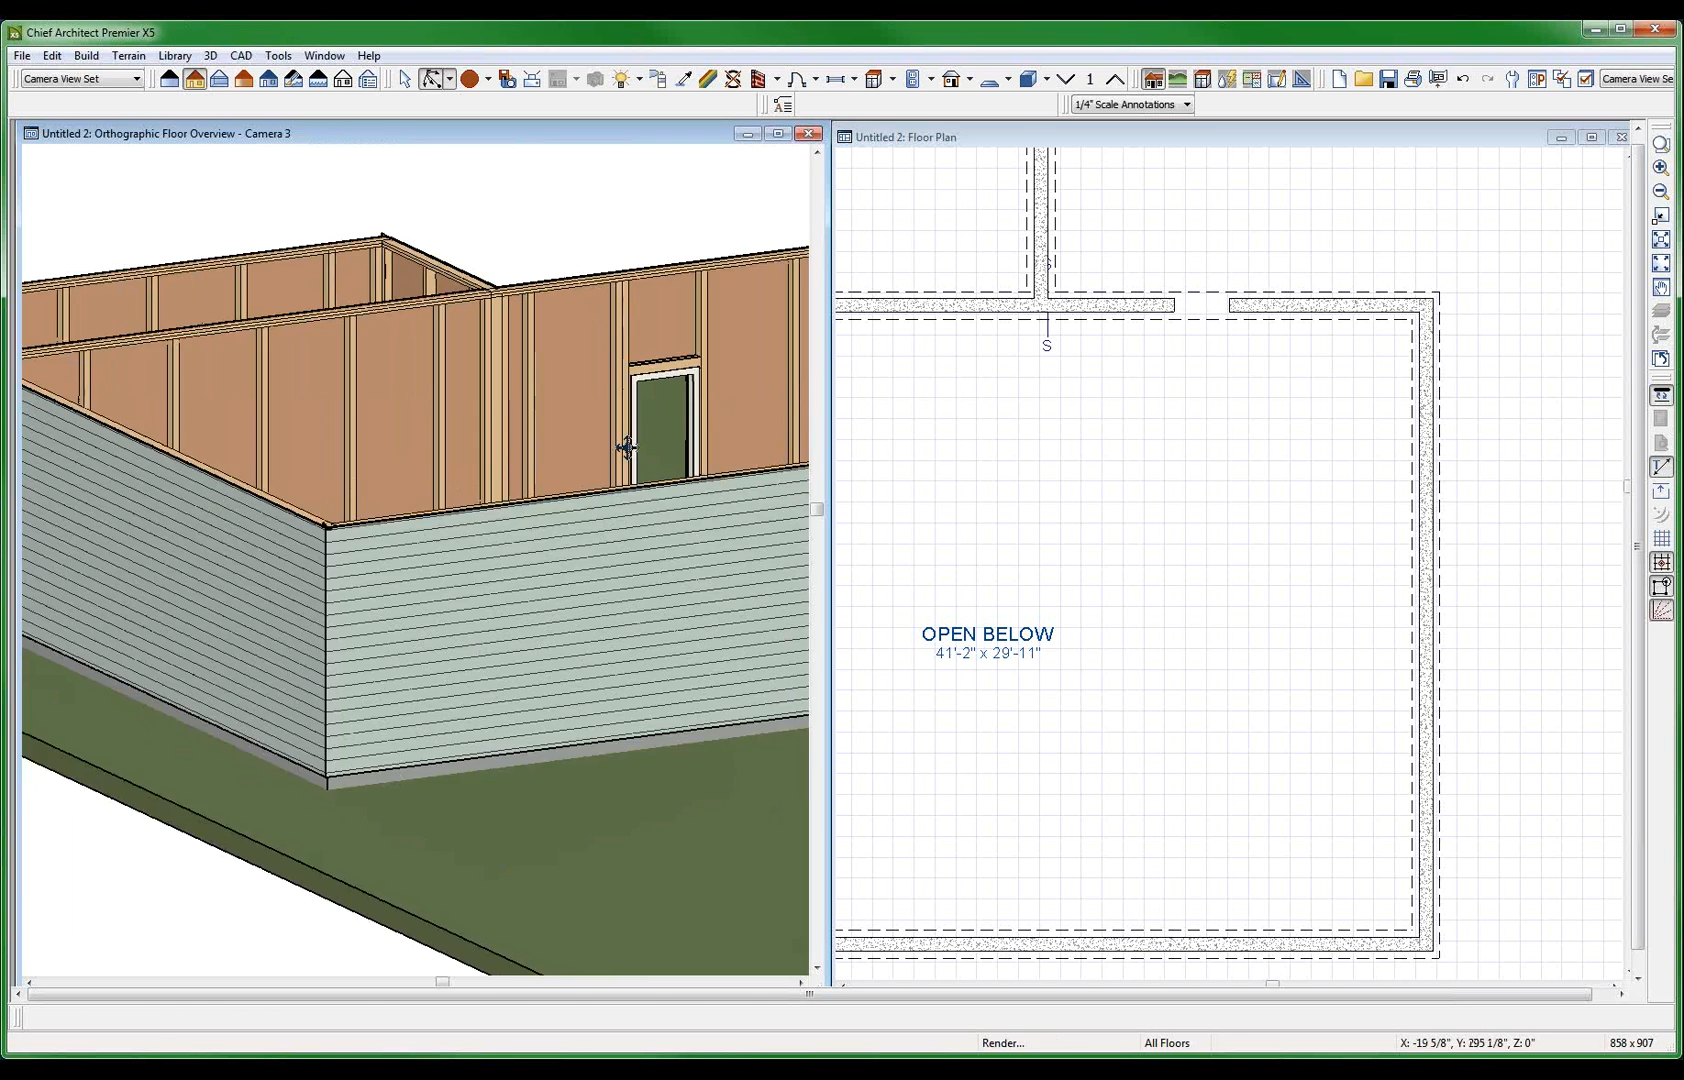 Chief Architect Premier X5
File Edit Build Terrain Library 3D CAD Tools Window Help
Camera View Set
1
Camera View Se
1/4" Scale Annotations
Untitled 2: Orthographic Floor Overview - Camera 3
Untitled 2: Floor Plan
S
OPEN BELOW
41'-2" x 29'-11"
Render...
All Floors
X: -19 5/8", Y: 295 1/8", Z: 0"
858 x 907